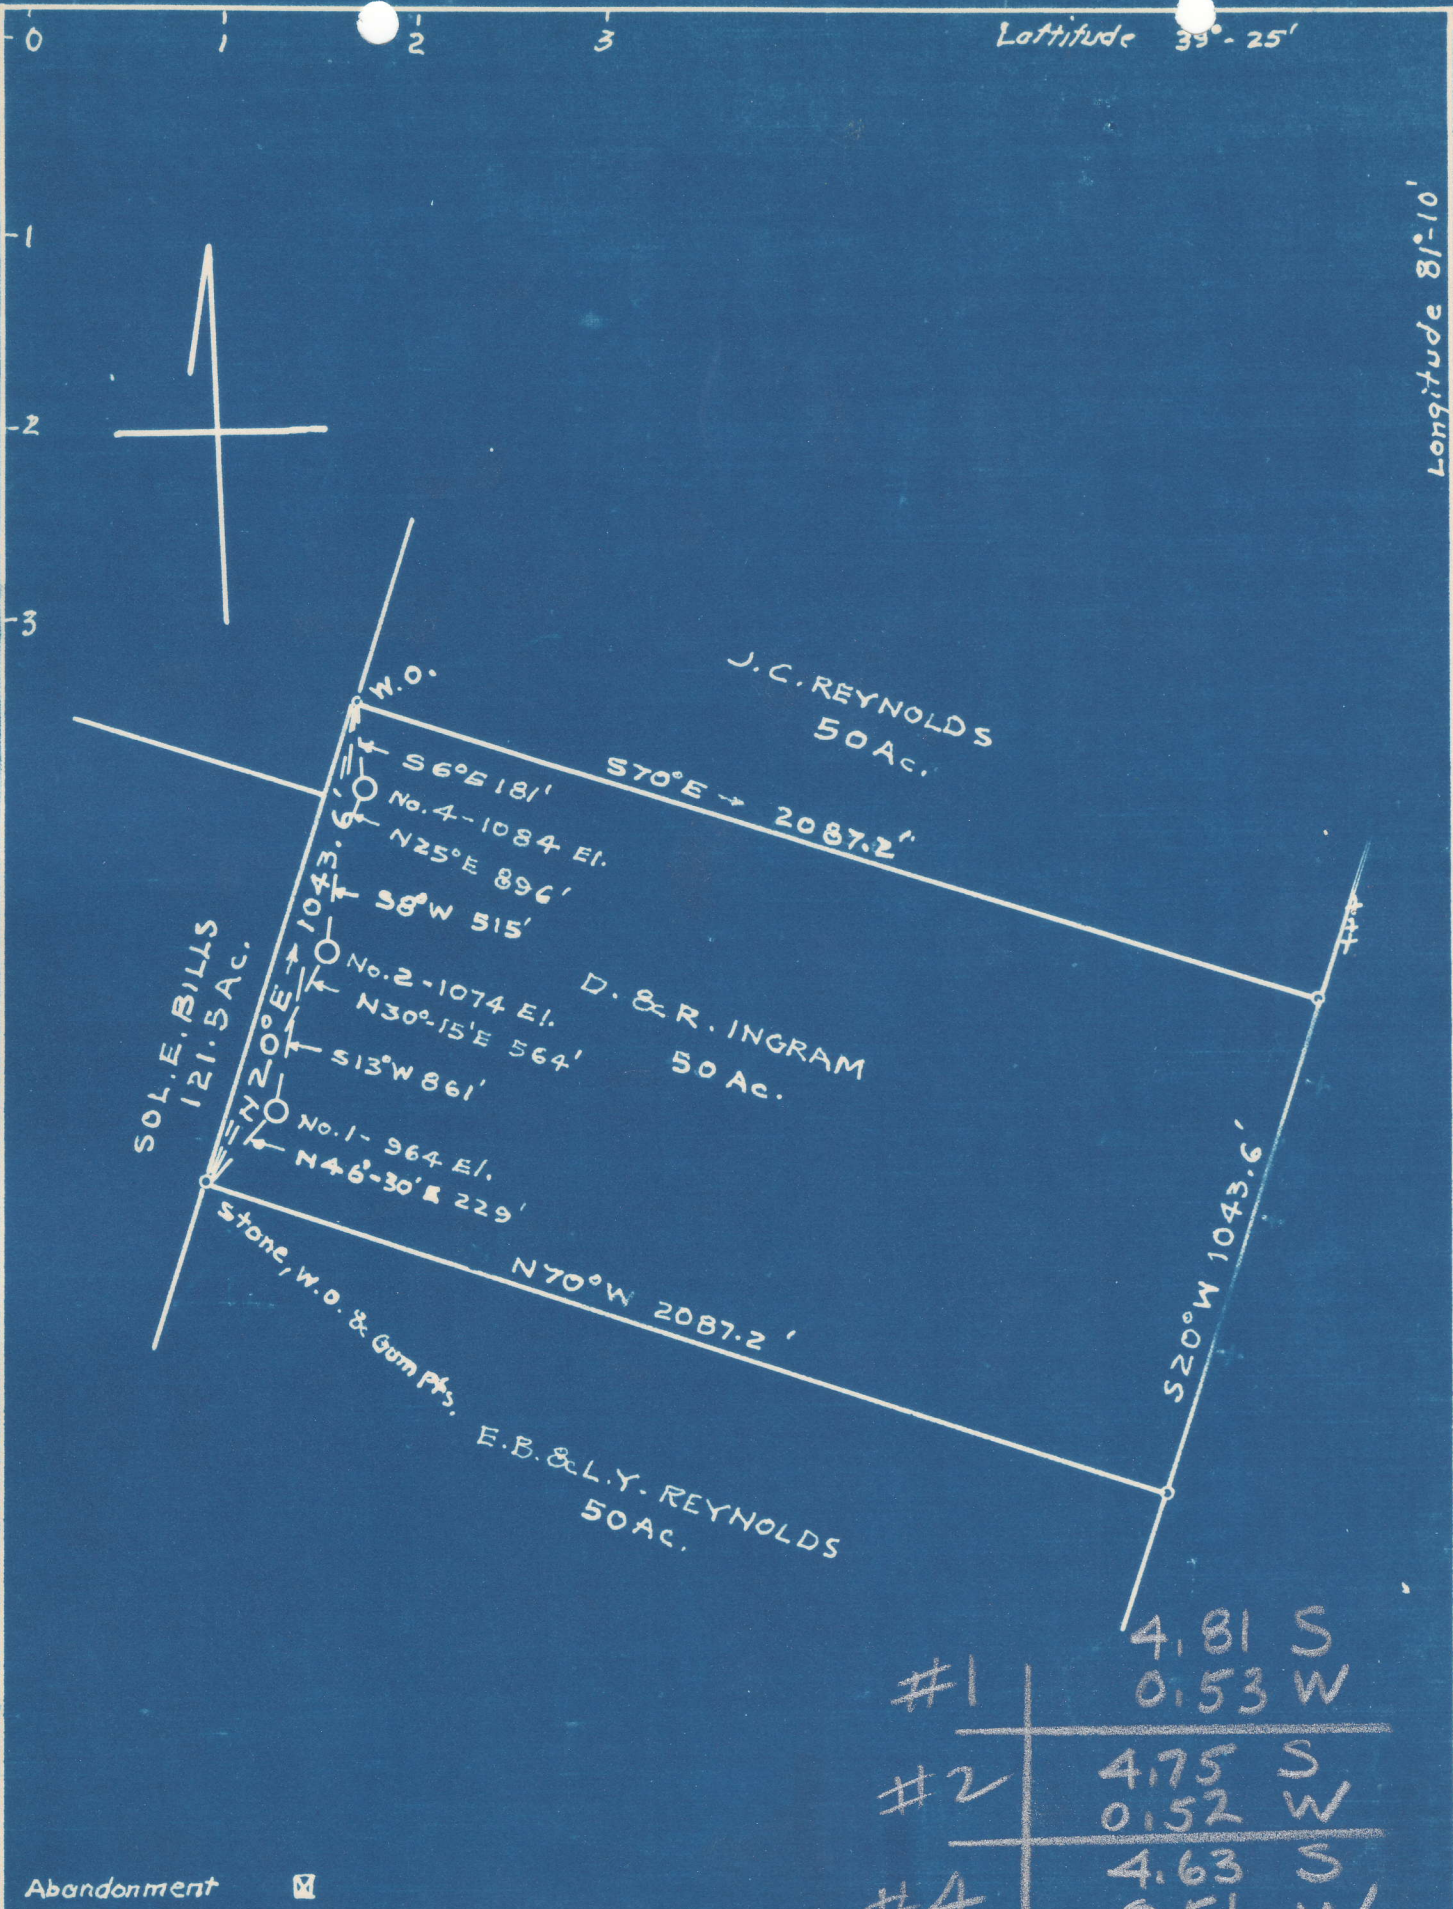 0 1 2 3 Lattitude 39°-25'
1
Longitude 81°-10'
2
3
W.O.
J.C. REYNOLDS
50 Ac.
S6°E 181'
No.4-1084 El.
N25°E 896'
S70°E → 2087.2'
S8°W 515'
N20°E → 1043.6'
SOL. E. BILLS
121.5 Ac.
No.2-1074 El.
N30°-15'E 564'
D. & R. INGRAM
50 Ac.
S13°W 861'
No.1-964 El.
N46°-30'E 229'
Stone, W.O. & Gum Pts.
N70°W 2087.2'
S20°W 1043.6'
E.B. & L.Y. REYNOLDS
50 AC.
#1 4.81 S
0.53 W
#2 4.75 S
0.52 W
#4 4.63 S
Abandonment